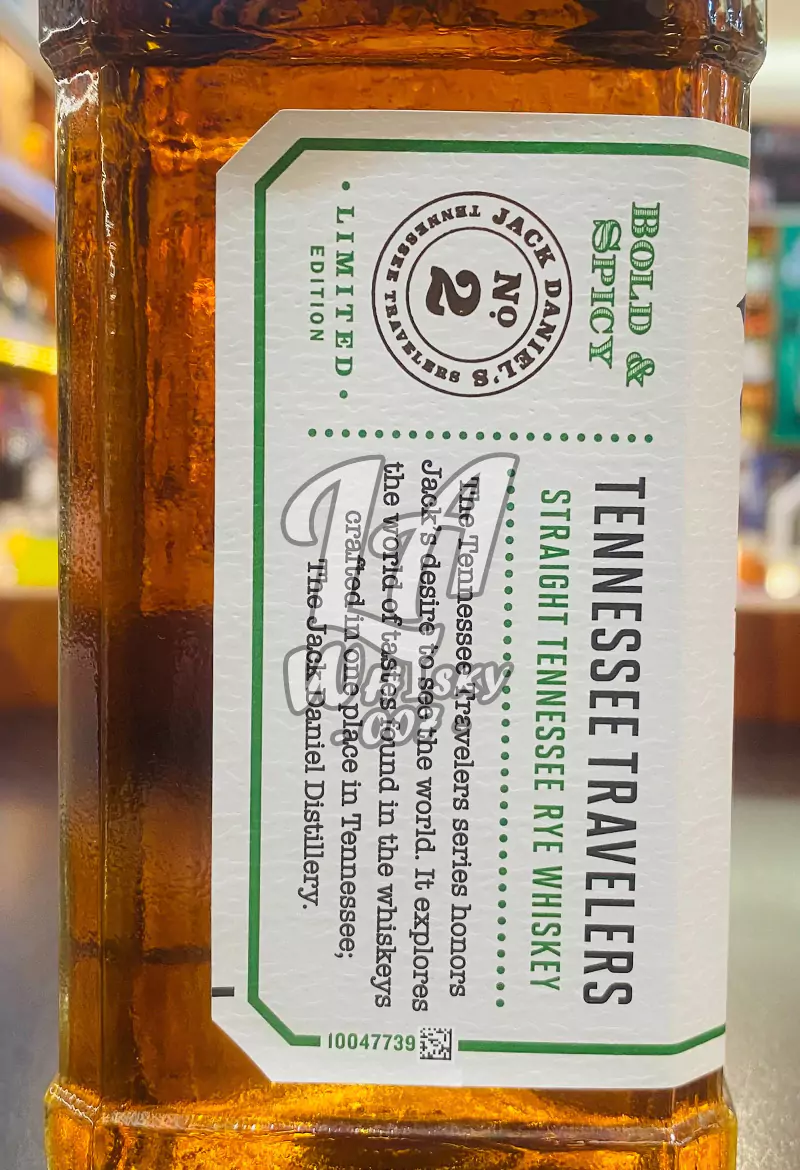 BOLD &
SPICY
JACK DANIEL'S
TENNESSEE TRAVELERS SERIES
No.
2
• LIMITED •
EDITION
TENNESSEE TRAVELERS
STRAIGHT TENNESSEE RYE WHISKEY
The Tennessee Travelers series honors
Jack's desire to see the world. It explores
the world of tastes found in the whiskeys
crafted in one place in Tennessee;
The Jack Daniel Distillery.
10047739
Whisky